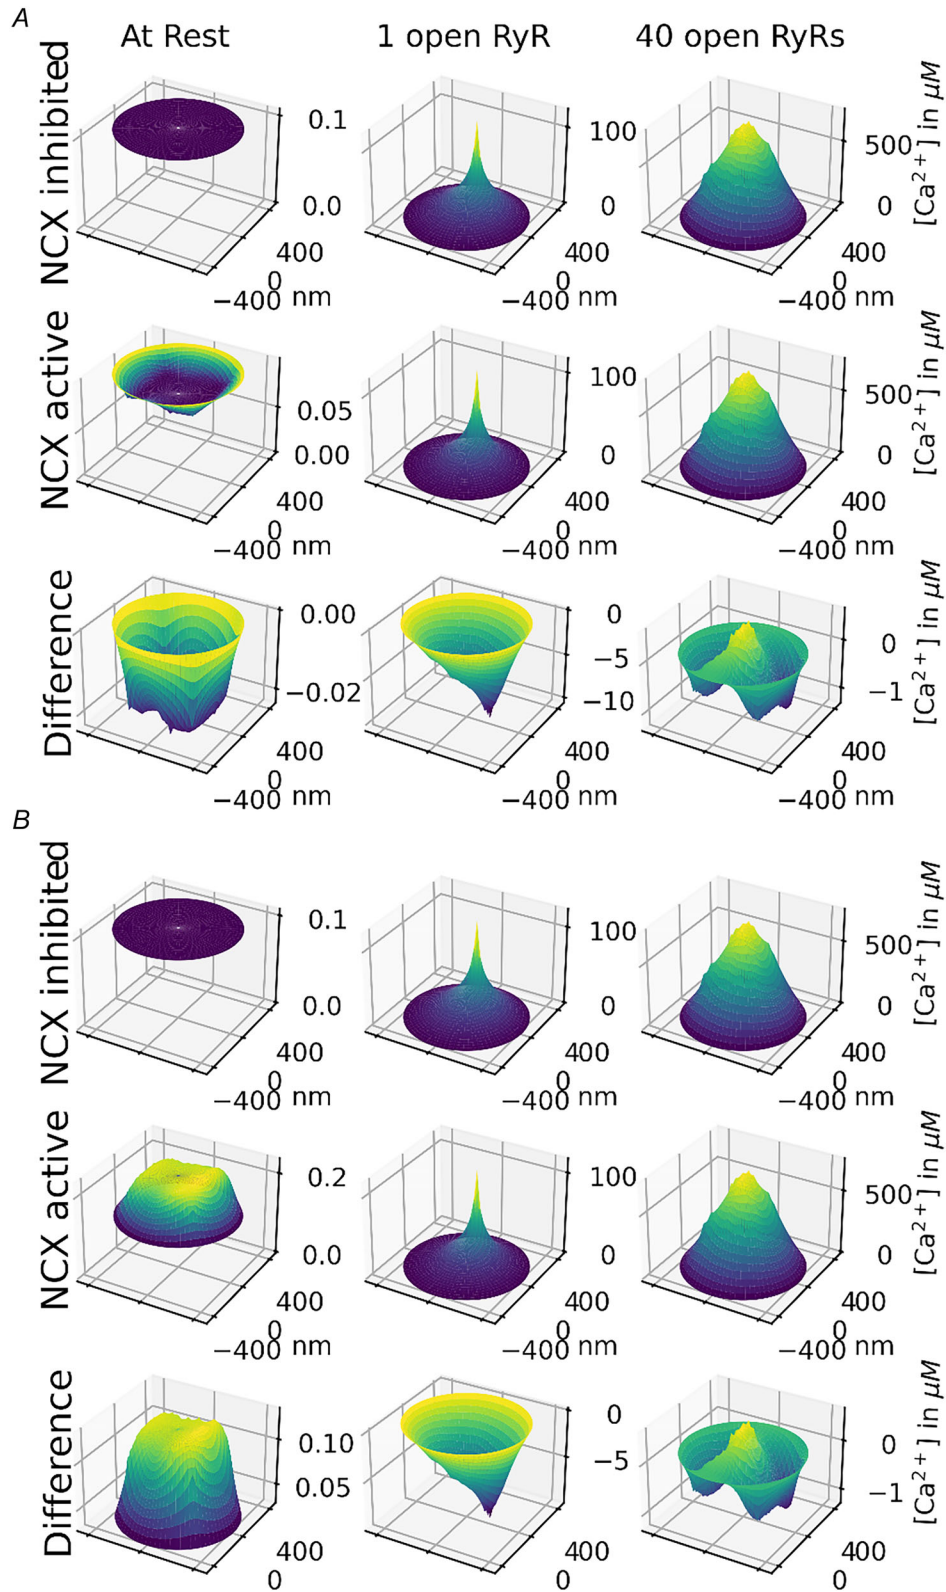 A
At Rest
1 open RyR
40 open RyRs
NCX inhibited
0.1
0.0
400
0
−400 nm
100
0
400
0
−400 nm
500
0
400
0
−400 nm
[Ca2+] in μM
NCX active
0.05
0.00
400
0
−400 nm
100
0
400
0
−400 nm
500
0
400
0
−400 nm
[Ca2+] in μM
Difference
0.00
−0.02
400
0
−400 nm
0
−5
−10
400
0
−400 nm
0
−1
400
0
−400 nm
[Ca2+] in μM
B
NCX inhibited
0.1
0.0
400
0
−400 nm
100
0
400
0
−400 nm
500
0
400
0
−400 nm
[Ca2+] in μM
NCX active
0.2
0.0
400
0
−400 nm
100
0
400
0
−400 nm
500
0
400
0
−400 nm
[Ca2+] in μM
Difference
0.10
0.05
400
0
0
−5
400
0
0
−1
400
0
[Ca2+] in μM